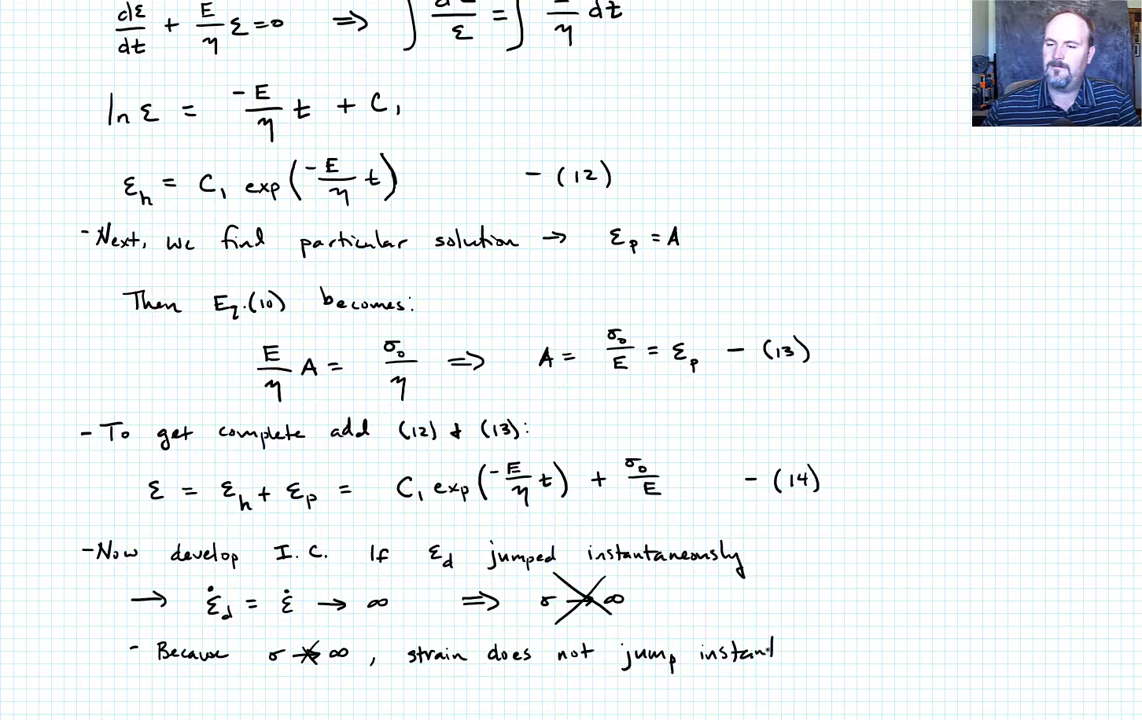 dε/dt + E/η ε = 0 ⇒ ∫ dε/ε = ∫ /η dt
ln ε = -E/η t + C₁
ε_h = C₁ exp(-E/η t) - (12)
- Next, we find particular solution → ε_p = A
Then Eq.(10) becomes:
E/η A = σ₀/η ⇒ A = σ₀/E = ε_p - (13)
- To get complete add (12) & (13):
ε = ε_h + ε_p = C₁ exp(-E/η t) + σ₀/E - (14)
- Now develop I.C. If ε_d jumped instantaneously
→ ε̇_d = ε̇ → ∞ ⇒ σ ↛ ∞
- Because σ ↛ ∞, strain does not jump instant